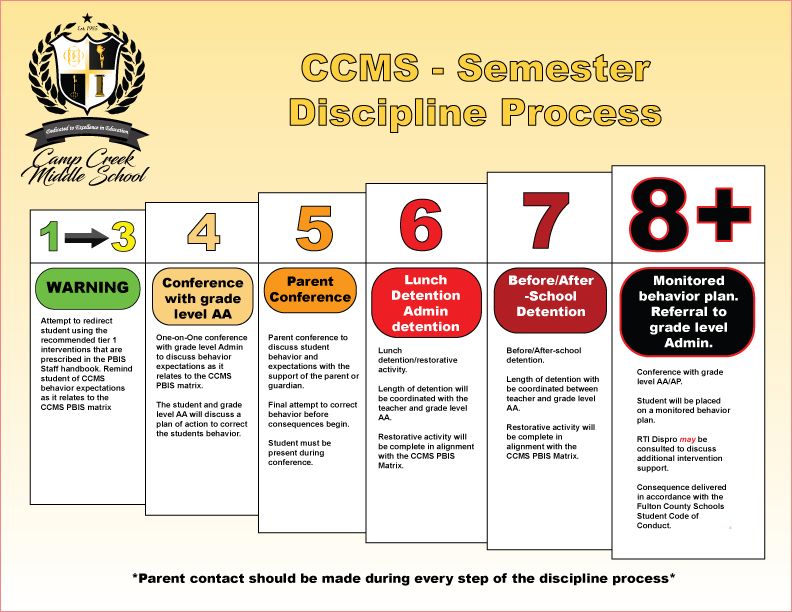 Est. 1985
Dedicated to Excellence in Education
Camp Creek
Middle School
CCMS - Semester
Discipline Process
1 3
WARNING
Attempt to redirect
student using the
recommended tier 1
interventions that are
prescribed in the PBIS
Staff handbook. Remind
student of CCMS
behavior expectations
as it relates to the
CCMS PBIS matrix
4
Conference
with grade
level AA
One-on-One conference
with grade level Admin
to discuss behavior
expectations as it
relates to the CCMS
PBIS matrix.
The student and grade
level AA will discuss a
plan of action to correct
the students behavior.
5
Parent
Conference
Parent conference to
discuss student
behavior and
expectations with the
support of the parent or
guardian.
Final attempt to correct
behavior before
consequences begin.
Student must be
present during
conference.
6
Lunch
Detention
Admin
detention
Lunch
detention/restorative
activity.
Length of detention will
be coordinated with the
teacher and grade level
AA.
Restorative activity will
be complete in alignment
with the CCMS PBIS
Matrix.
7
Before/After
-School
Detention
Before/After-school
detention.
Length of detention with
be coordinated between
teacher and grade level
AA.
Restorative activity will
be complete in
alignment with the
CCMS PBIS Matrix.
8+
Monitored
behavior plan.
Referral to
grade level
Admin.
Conference with grade
level AA/AP.
Student will be placed
on a monitored behavior
plan.
RTI Dispro may be
consulted to discuss
additional intervention
support.
Consequence delivered
in accordance with the
Fulton County Schools
Student Code of
Conduct.
*Parent contact should be made during every step of the discipline process*